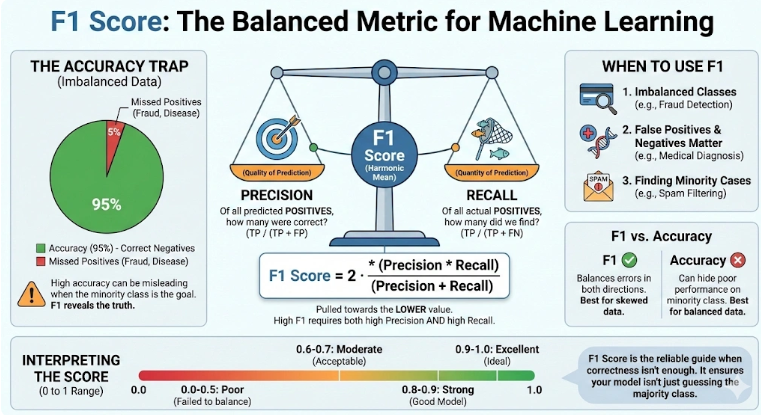 F1 Score: The Balanced Metric for Machine Learning
THE ACCURACY TRAP
(Imbalanced Data)
Missed Positives
(Fraud, Disease)
5%
95%
Accuracy (95%) - Correct Negatives
Missed Positives (Fraud, Disease)
High accuracy can be misleading
when the minority class is the goal.
F1 reveals the truth.
F1
Score
(Harmonic
Mean)
(Quality of Prediction)
PRECISION
Of all predicted POSITIVES,
how many were correct?
(TP / (TP + FP)
(Quantity of Prediction)
RECALL
Of all actual POSITIVES,
how many did we find?
(TP / (TP + FN)
F1 Score = 2 · * (Precision * Recall)
(Precision + Recall)
Pulled towards the LOWER value.
High F1 requires both high Precision AND high Recall.
WHEN TO USE F1
1. Imbalanced Classes
(e.g., Fraud Detection)
2. False Positives &
Negatives Matter
(e.g., Medical Diagnosis)
SPAM
3. Finding Minority Cases
(e.g., Spam Filtering)
F1 vs. Accuracy
F1
Balances errors in
both directions.
Best for skewed
data.
Accuracy
Can hide poor
performance on
minority class. Best
for balanced data.
INTERPRETING
THE SCORE
(0 to 1 Range)
0.6-0.7: Moderate
(Acceptable)
0.9-1.0: Excellent
(Ideal)
0.0
0.0-0.5: Poor
(Failed to balance)
0.8-0.9: Strong
(Good Model)
1.0
F1 Score is the reliable guide when
correctness isn't enough. It ensures
your model isn't just guessing the
majority class.